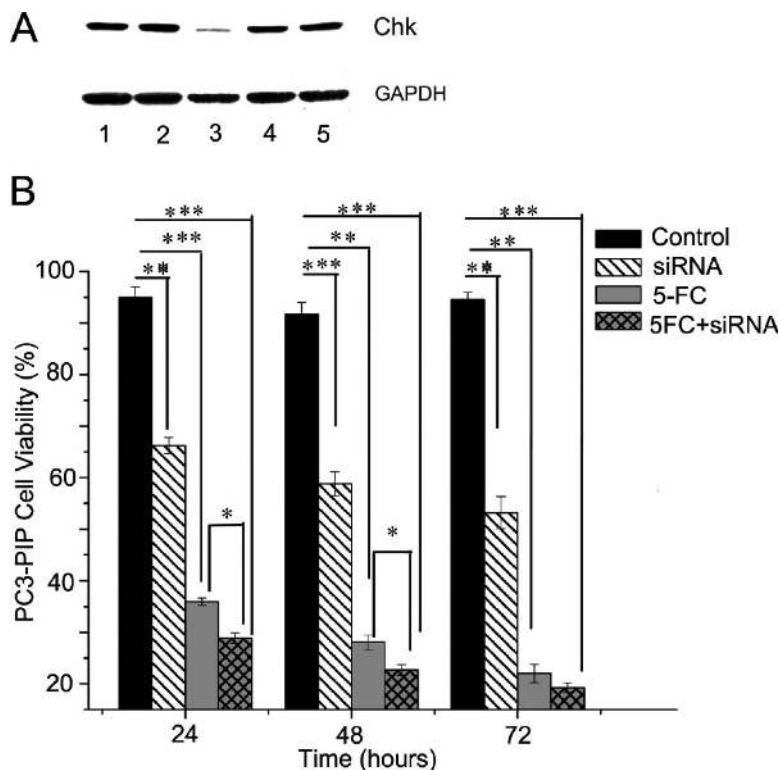 A
Chk
GAPDH
1 2 3 4 5
B
*** *** ***
*** ** **
** *** **
* *
Control
siRNA
5-FC
5FC+siRNA
PC3-PIP Cell Viability (%)
100
80
60
40
20
24 48 72
Time (hours)